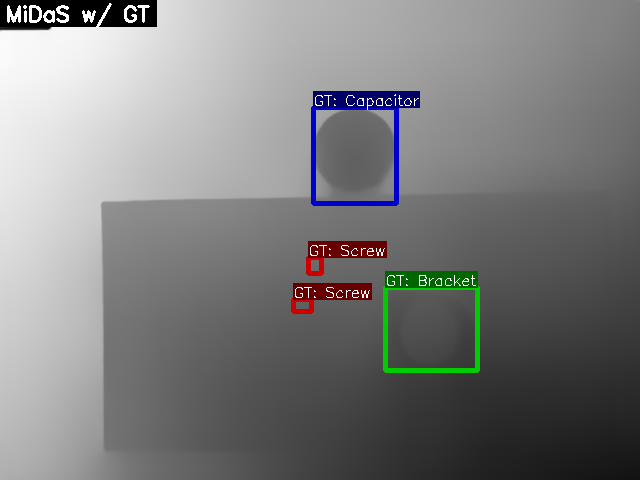 MiDaS w/ GT
GT: Capacitor
GT: Screw
GT: Bracket
GT: Screw